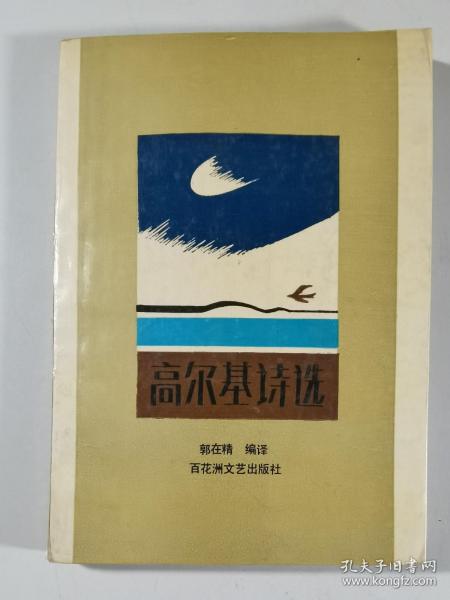 高尔基诗选
郭在精 编译
百花洲文艺出版社
孔夫子旧书网
www.kongfz.com